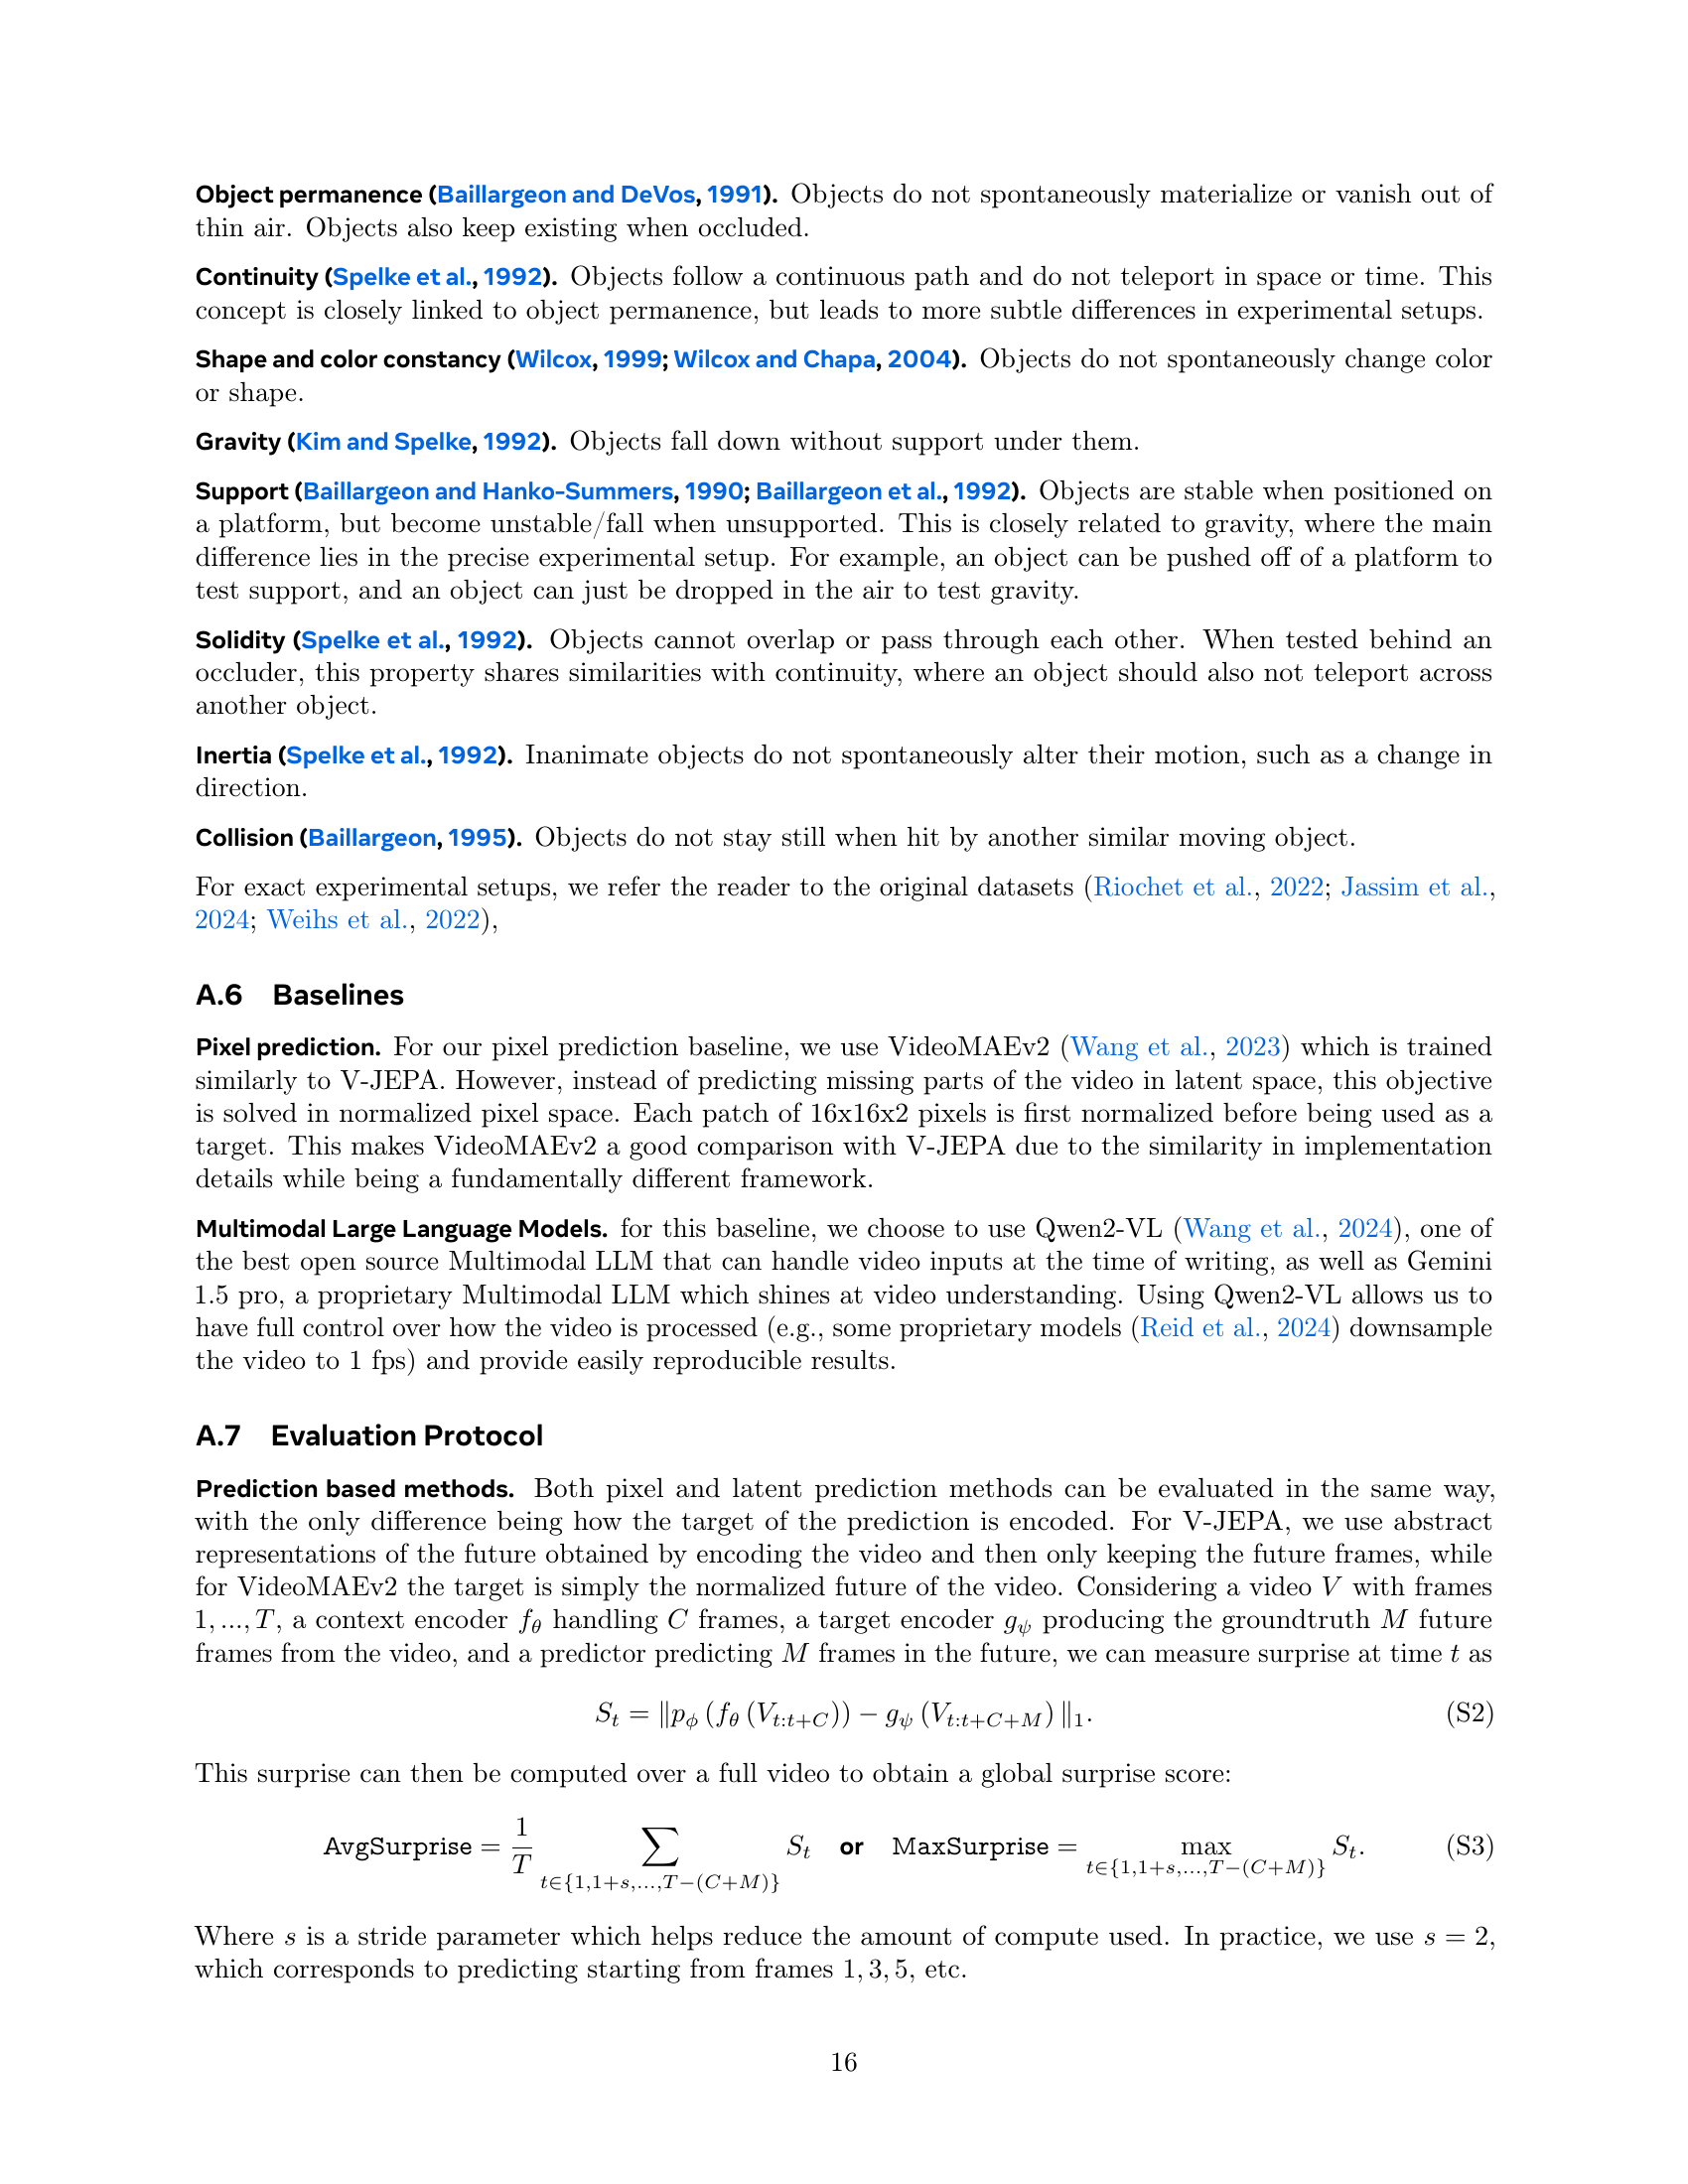 Object permanence (Baillargeon and DeVos, 1991). Objects do not spontaneously materialize or vanish out of
thin air. Objects also keep existing when occluded.
Continuity (Spelke et al., 1992). Objects follow a continuous path and do not teleport in space or time. This
concept is closely linked to object permanence, but leads to more subtle differences in experimental setups.
Shape and color constancy (Wilcox, 1999; Wilcox and Chapa, 2004). Objects do not spontaneously change color
or shape.
Gravity (Kim and Spelke, 1992). Objects fall down without support under them.
Support (Baillargeon and Hanko-Summers, 1990; Baillargeon et al., 1992). Objects are stable when positioned on
a platform, but become unstable/fall when unsupported. This is closely related to gravity, where the main
difference lies in the precise experimental setup. For example, an object can be pushed off of a platform to
test support, and an object can just be dropped in the air to test gravity.
Solidity (Spelke et al., 1992). Objects cannot overlap or pass through each other. When tested behind an
occluder, this property shares similarities with continuity, where an object should also not teleport across
another object.
Inertia (Spelke et al., 1992). Inanimate objects do not spontaneously alter their motion, such as a change in
direction.
Collision (Baillargeon, 1995). Objects do not stay still when hit by another similar moving object.
For exact experimental setups, we refer the reader to the original datasets (Riochet et al., 2022; Jassim et al.,
2024; Weihs et al., 2022),
A.6 Baselines
Pixel prediction. For our pixel prediction baseline, we use VideoMAEv2 (Wang et al., 2023) which is trained
similarly to V-JEPA. However, instead of predicting missing parts of the video in latent space, this objective
is solved in normalized pixel space. Each patch of 16x16x2 pixels is first normalized before being used as a
target. This makes VideoMAEv2 a good comparison with V-JEPA due to the similarity in implementation
details while being a fundamentally different framework.
Multimodal Large Language Models. for this baseline, we choose to use Qwen2-VL (Wang et al., 2024), one of
the best open source Multimodal LLM that can handle video inputs at the time of writing, as well as Gemini
1.5 pro, a proprietary Multimodal LLM which shines at video understanding. Using Qwen2-VL allows us to
have full control over how the video is processed (e.g., some proprietary models (Reid et al., 2024) downsample
the video to 1 fps) and provide easily reproducible results.
A.7 Evaluation Protocol
Prediction based methods. Both pixel and latent prediction methods can be evaluated in the same way,
with the only difference being how the target of the prediction is encoded. For V-JEPA, we use abstract
representations of the future obtained by encoding the video and then only keeping the future frames, while
for VideoMAEv2 the target is simply the normalized future of the video. Considering a video V with frames
1, ..., T, a context encoder f_θ handling C frames, a target encoder g_ψ producing the groundtruth M future
frames from the video, and a predictor predicting M frames in the future, we can measure surprise at time t as
S_t = ‖p_ϕ (f_θ (V_{t:t+C})) − g_ψ (V_{t:t+C+M}) ‖_1. (S2)
This surprise can then be computed over a full video to obtain a global surprise score:
AvgSurprise = 1/T ∑_{t∈{1,1+s,...,T−(C+M)}} S_t or MaxSurprise = max_{t∈{1,1+s,...,T−(C+M)}} S_t. (S3)
Where s is a stride parameter which helps reduce the amount of compute used. In practice, we use s = 2,
which corresponds to predicting starting from frames 1, 3, 5, etc.
16